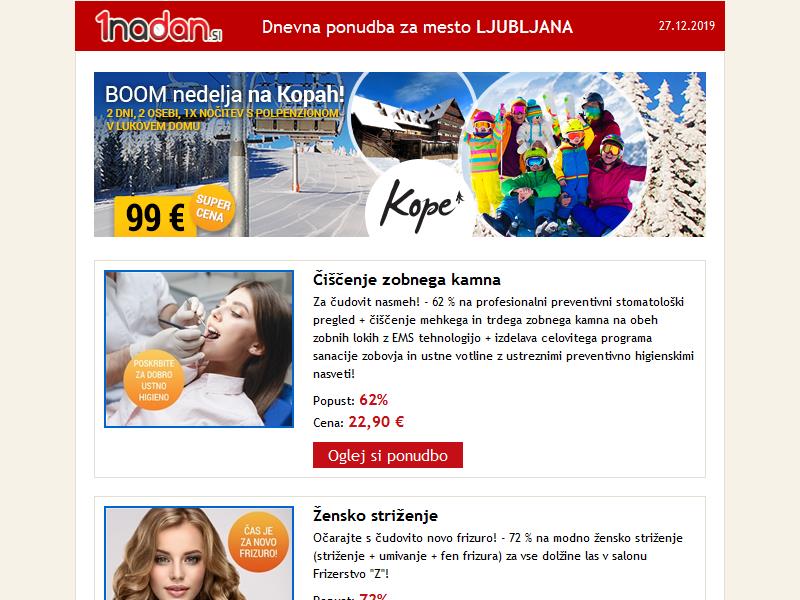 1nadan.si
Dnevna ponudba za mesto LJUBLJANA
27.12.2019
BOOM nedelja na Kopah!
2 DNI, 2 OSEBI, 1X NOČITEV S POLPENZIONOM
V LUKOVEM DOMU
99 €
SUPER
CENA
Kope
POSKRBITE
ZA DOBRO
USTNO
HIGIENO
Čiščenje zobnega kamna
Za čudovit nasmeh! - 62 % na profesionalni preventivni stomatološki
pregled + čiščenje mehkega in trdega zobnega kamna na obeh
zobnih lokih z EMS tehnologijo + izdelava celovitega programa
sanacije zobovja in ustne votline z ustreznimi preventivno higienskimi
nasveti!
Popust: 62%
Cena: 22,90 €
Oglej si ponudbo
ČAS JE
ZA NOVO
FRIZURO!
Žensko striženje
Očarajte s čudovito novo frizuro! - 72 % na modno žensko striženje
(striženje + umivanje + fen frizura) za vse dolžine las v salonu
Frizerstvo "Z"!
Popust: 72%